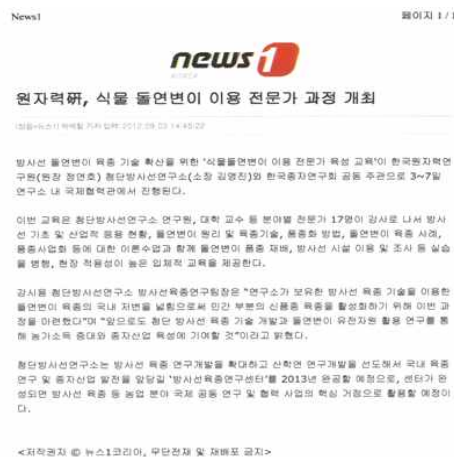 News1
페이지 1 / 1
news 1
KOREA
원자력硏, 식물 돌연변이 이용 전문가 과정 개최
(정읍=뉴스1) 박제철 기자 입력 2012.09.03 14:45:22
방사선 돌연변이 육종 기술 확산을 위한 '식물돌연변이 이용 전문가 육성 교육'이 한국원자력연
구원(원장 정연호) 첨단방사선연구소(소장 김영진)와 한국종자연구회 공동 주관으로 3~7일
연구소 내 국제협력관에서 진행된다.
이번 교육은 첨단방사선연구소 연구원, 대학 교수 등 분야별 전문가 17명이 강사로 나서 방사
선 기초 및 산업적 응용 현황, 돌연변이 원리 및 육종기술, 품종화 방법, 돌연변이 육종 사례,
품종사업화 등에 대한 이론수업과 함께 돌연변이 품종 재배, 방사선 시설 이용 및 조사 등 실습
을 병행, 현장 적용성이 높은 입체적 교육을 제공한다.
강시용 첨단방사선연구소 방사선육종연구팀장은 "연구소가 보유한 방사선 육종 기술을 이용한
돌연변이 육종의 국내 저변을 넓힘으로써 민간 부분의 신품종 육종을 활성화하기 위해 이번 과
정을 마련했다"며 "앞으로도 첨단 방사선 육종 기술 개발과 돌연변이 유전자원 활용 연구를 통
해 농가소득 증대와 종자산업 육성에 기여할 것"이라고 밝혔다.
첨단방사선연구소는 방사선 육종 연구개발을 확대하고 산학연 연구개발을 선도해서 국내 육종
연구 및 종자산업 발전을 앞당길 '방사선육종연구센터'를 2013년 완공할 예정으로, 센터가 완
성되면 방사선 육종 등 농업 분야 국제 공동 연구 및 협력 사업의 핵심 거점으로 활용할 예정이
다.
<저작권자 © 뉴스1코리아, 무단전재 및 재배포 금지>